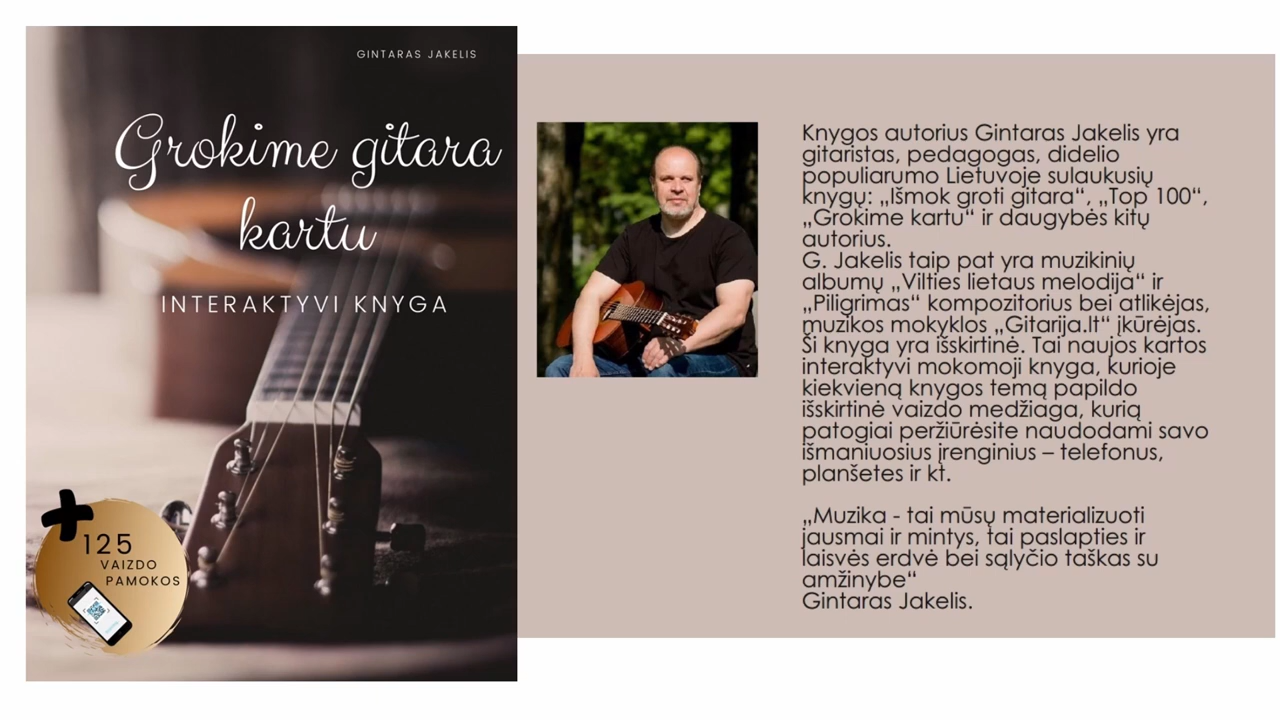 GINTARAS JAKELIS
Grokime gitara
kartu
INTERAKTYVI KNYGA
125
VAIZDO
PAMOKOS
Knygos autorius Gintaras Jakelis yra
gitaristas, pedagogas, didelio
populiarumo Lietuvoje sulaukusių
knygų: „Išmok groti gitara“, „Top 100“,
„Grokime kartu“ ir daugybės kitų
autorius.
G. Jakelis taip pat yra muzikinių
albumų „Vilties lietaus melodija“ ir
„Piligrimas“ kompozitorius bei atlikėjas,
muzikos mokyklos „Gitarija.lt“ įkūrėjas.
Ši knyga yra išskirtinė. Tai naujos kartos
interaktyvi mokomoji knyga, kurioje
kiekvieną knygos temą papildo
išskirtinė vaizdo medžiaga, kurią
patogiai peržiūrėsite naudodami savo
išmaniuosius įrenginius – telefonus,
planšetes ir kt.
„Muzika - tai mūsų materializuoti
jausmai ir mintys, tai paslapties ir
laisvės erdvė bei sąlyčio taškas su
amžinybe“
Gintaras Jakelis.